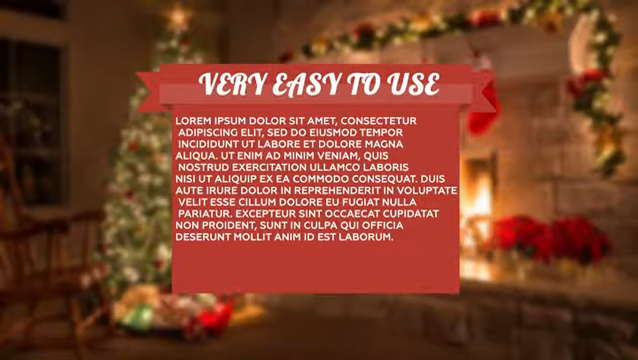 VERY EASY TO USE
LOREM IPSUM DOLOR SIT AMET, CONSECTETUR
ADIPISCING ELIT, SED DO EIUSMOD TEMPOR
INCIDIDUNT UT LABORE ET DOLORE MAGNA
ALIQUA. UT ENIM AD MINIM VENIAM, QUIS
NOSTRUD EXERCITATION ULLAMCO LABORIS
NISI UT ALIQUIP EX EA COMMODO CONSEQUAT. DUIS
AUTE IRURE DOLOR IN REPREHENDERIT IN VOLUPTATE
VELIT ESSE CILLUM DOLORE EU FUGIAT NULLA
PARIATUR. EXCEPTEUR SINT OCCAECAT CUPIDATAT
NON PROIDENT, SUNT IN CULPA QUI OFFICIA
DESERUNT MOLLIT ANIM ID EST LABORUM.